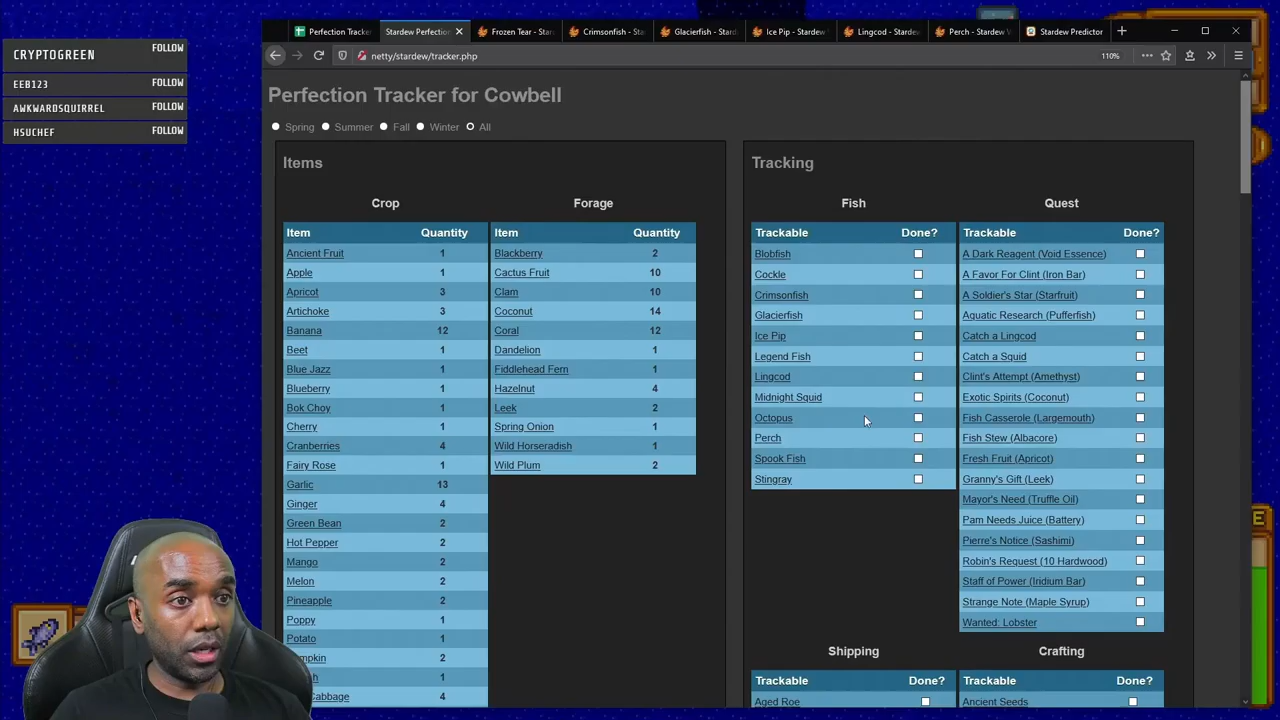 CRYPTOGREEN FOLLOW
EEB123 FOLLOW
AWKWARDSQUIRREL FOLLOW
HSUCHEF FOLLOW
Perfection Tracke
Stardew Perfection
Frozen Tear - Star
Crimsonfish - Sta
Glacierfish - Stard
Ice Pip - Stardew
Lingcod - Stardew
Perch - Stardew V
Stardew Predictor
netty/stardew/tracker.php
110%
Perfection Tracker for Cowbell
Spring Summer Fall Winter All
Items
Crop
Item Quantity
Ancient Fruit 1
Apple 1
Apricot 3
Artichoke 3
Banana 12
Beet 1
Blue Jazz 1
Blueberry 1
Bok Choy 1
Cherry 1
Cranberries 4
Fairy Rose 1
Garlic 13
Ginger 4
Green Bean 2
Hot Pepper 2
Mango 2
Melon 2
Pineapple 2
Poppy 1
Potato 1
mpkin 2
h 1
Cabbage 4
Forage
Item Quantity
Blackberry 2
Cactus Fruit 10
Clam 10
Coconut 14
Coral 12
Dandelion 1
Fiddlehead Fern 1
Hazelnut 4
Leek 2
Spring Onion 1
Wild Horseradish 1
Wild Plum 2
Tracking
Fish
Trackable Done?
Blobfish
Cockle
Crimsonfish
Glacierfish
Ice Pip
Legend Fish
Lingcod
Midnight Squid
Octopus
Perch
Spook Fish
Stingray
Quest
Trackable Done?
A Dark Reagent (Void Essence)
A Favor For Clint (Iron Bar)
A Soldier's Star (Starfruit)
Aquatic Research (Pufferfish)
Catch a Lingcod
Catch a Squid
Clint's Attempt (Amethyst)
Exotic Spirits (Coconut)
Fish Casserole (Largemouth)
Fish Stew (Albacore)
Fresh Fruit (Apricot)
Granny's Gift (Leek)
Mayor's Need (Truffle Oil)
Pam Needs Juice (Battery)
Pierre's Notice (Sashimi)
Robin's Request (10 Hardwood)
Staff of Power (Iridium Bar)
Strange Note (Maple Syrup)
Wanted: Lobster
Shipping
Trackable Done?
Aged Roe
Crafting
Trackable Done?
Ancient Seeds
E